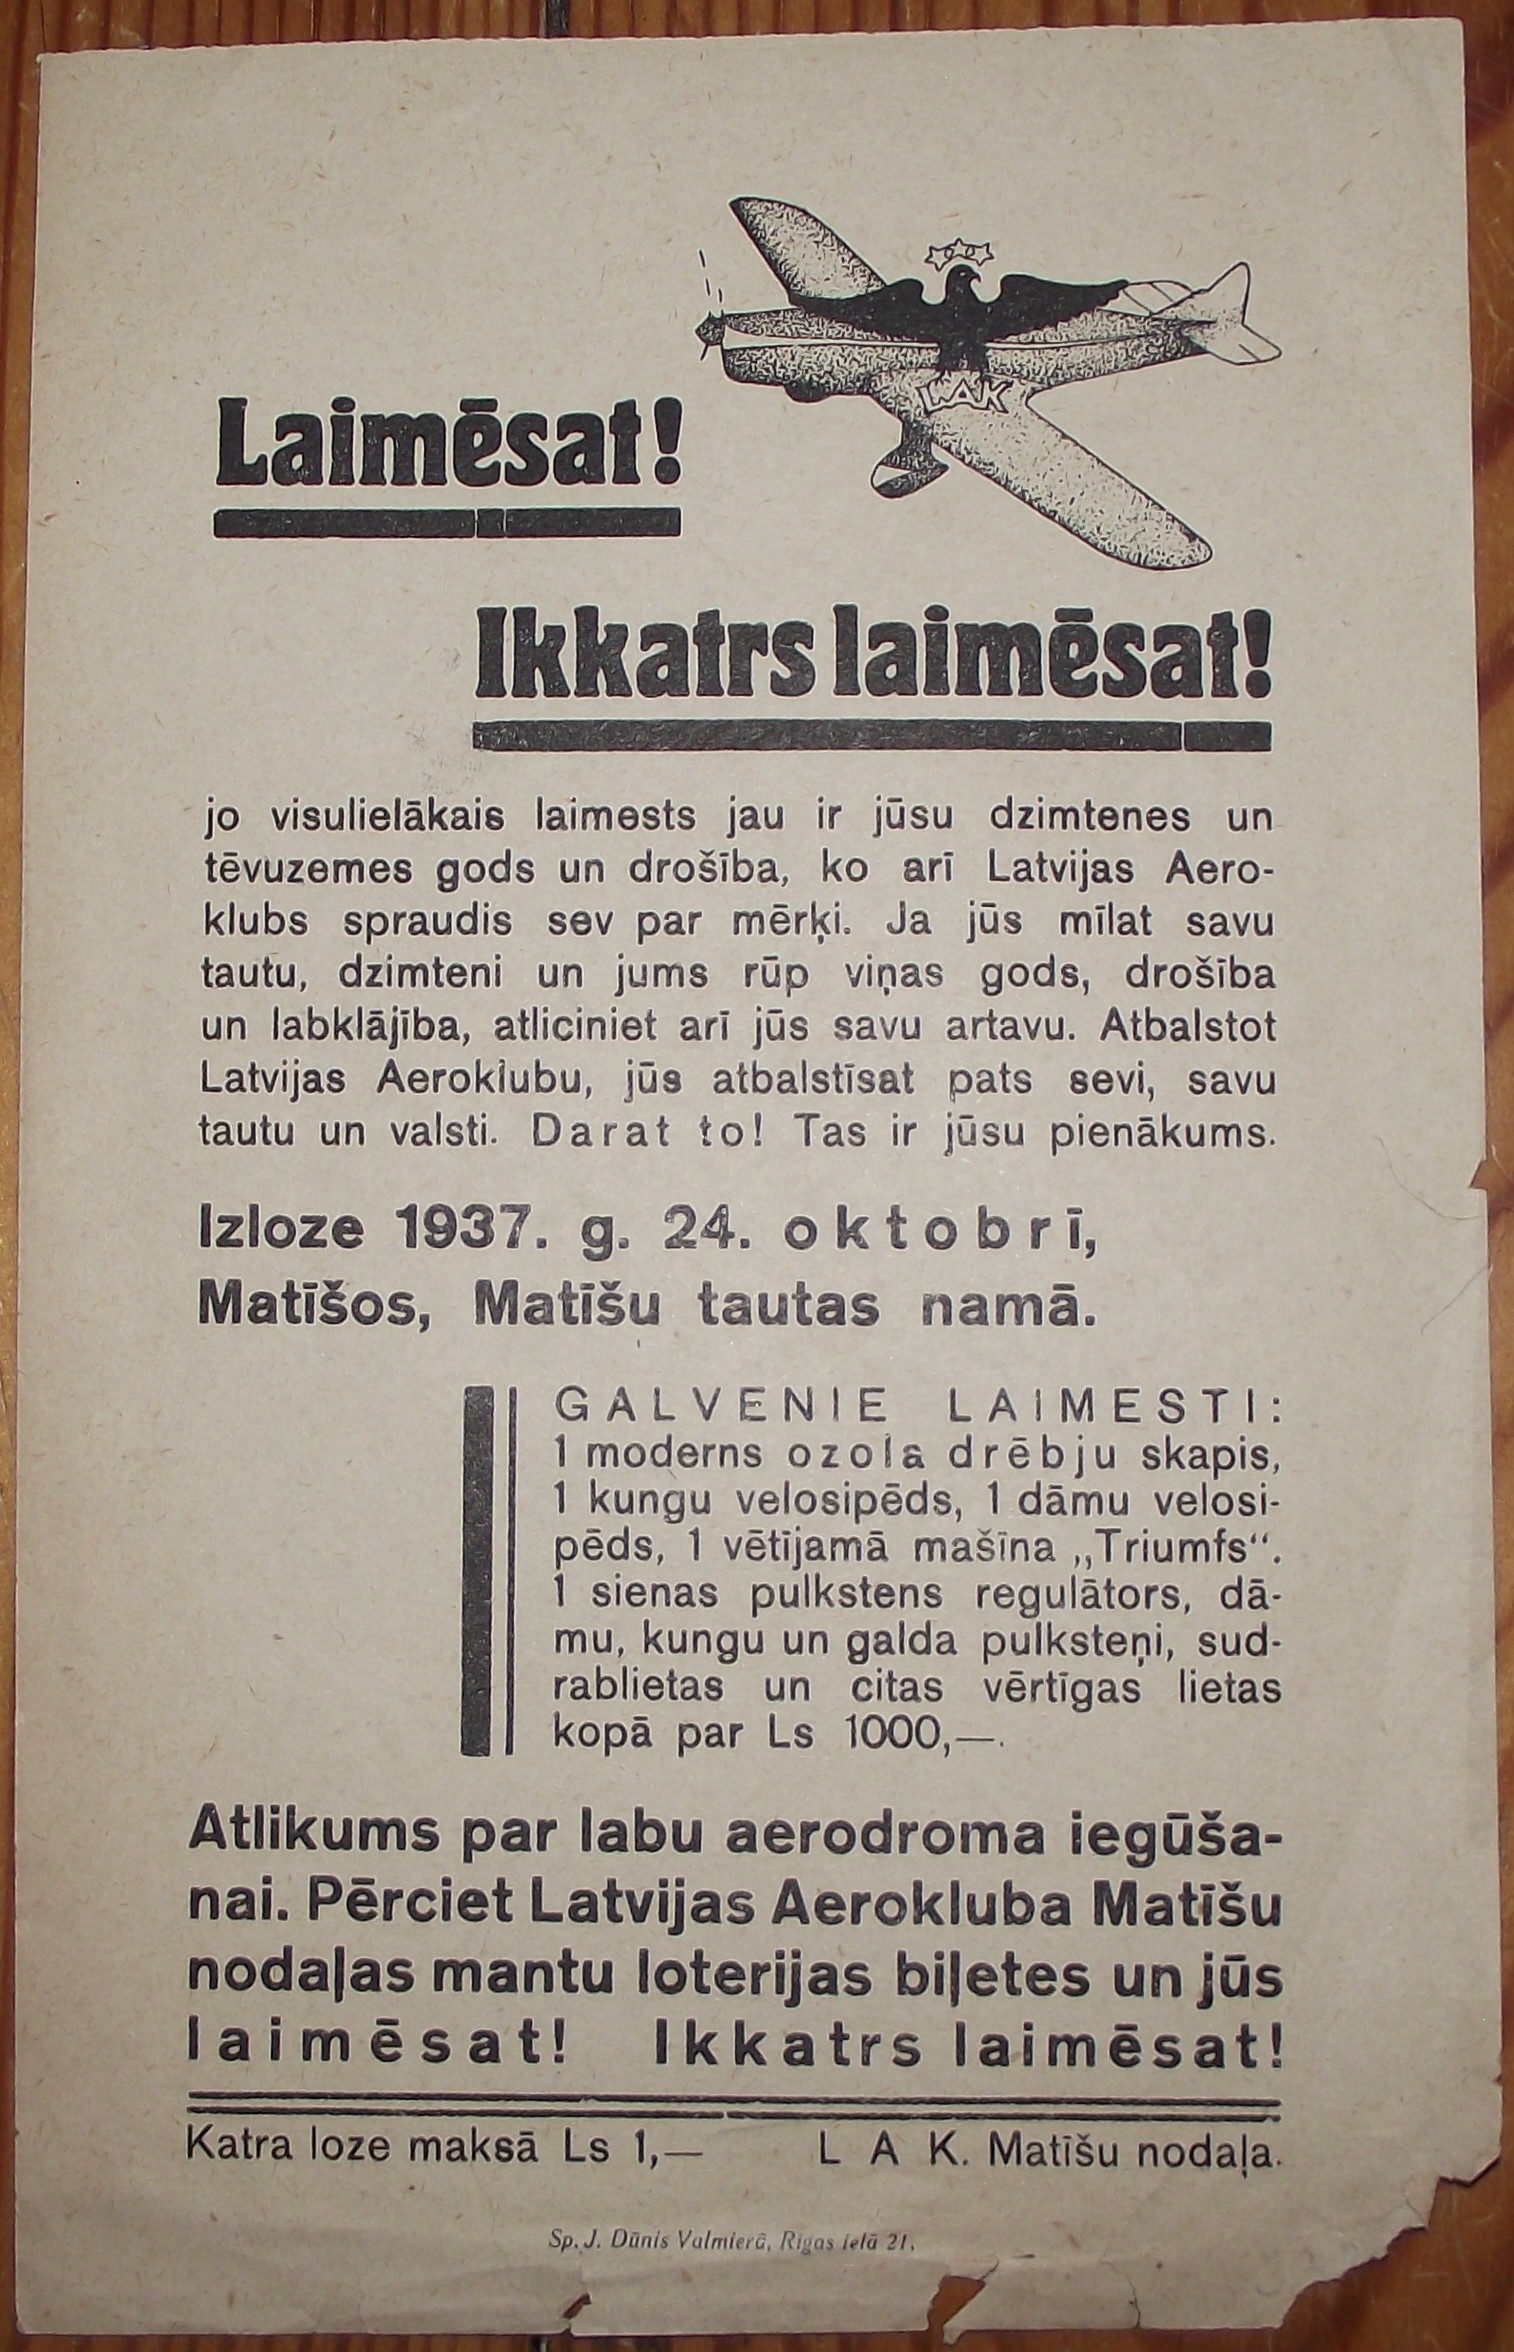 LAK
Laimēsat!
Ikkatrs laimēsat!
jo visulielākais laimests jau ir jūsu dzimtenes un
tēvuzemes gods un drošība, ko arī Latvijas Aero-
klubs spraudis sev par mērķi. Ja jūs mīlat savu
tautu, dzimteni un jums rūp viņas gods, drošība
un labklājība, atliciniet arī jūs savu artavu. Atbalstot
Latvijas Aeroklubu, jūs atbalstīsat pats sevi, savu
tautu un valsti. Darat to! Tas ir jūsu pienākums.
Izloze 1937. g. 24. oktobrī,
Matīšos, Matīšu tautas namā.
GALVENIE LAIMESTI:
1 moderns ozola drēbju skapis,
1 kungu velosipēds, 1 dāmu velosi-
pēds, 1 vētījamā mašīna „Triumfs“.
1 sienas pulkstens regulātors, dā-
mu, kungu un galda pulksteņi, sud-
rablietas un citas vērtīgas lietas
kopā par Ls 1000,—.
Atlikums par labu aerodroma iegūša-
nai. Pērciet Latvijas Aerokluba Matīšu
nodaļas mantu loterijas biļetes un jūs
laimēsat! Ikkatrs laimēsat!
Katra loze maksā Ls 1,— L A K. Matīšu nodaļa.
Sp. J. Dūnis Valmierā, Rīgas ielā 21.